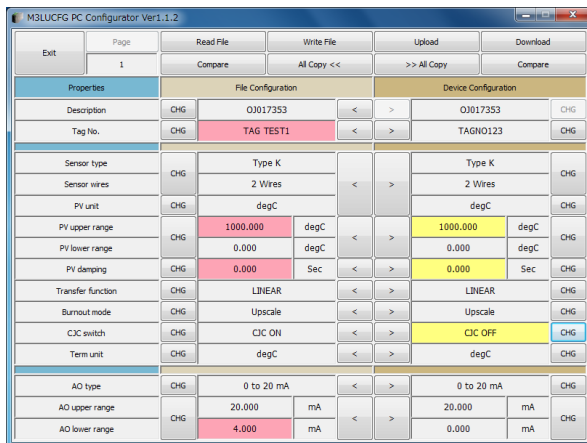 M3LUCFG PC Configurator Ver1.1.2
Exit Page Read File Write File Upload Download
1 Compare All Copy << >> All Copy Compare
Properties File Configuration Device Configuration
Description CHG OJ017353 < > OJ017353 CHG
Tag No. CHG TAG TEST1 < > TAGNO123 CHG
Sensor type CHG Type K < > Type K CHG
Sensor wires 2 Wires 2 Wires
PV unit CHG degC degC CHG
PV upper range CHG 1000.000 degC < > 1000.000 degC CHG
PV lower range 0.000 degC 0.000 degC
PV damping CHG 0.000 Sec < > 0.000 Sec CHG
Transfer function CHG LINEAR < > LINEAR CHG
Burnout mode CHG Upscale < > Upscale CHG
CJC switch CHG CJC ON < > CJC OFF CHG
Term unit CHG degC < > degC CHG
AO type CHG 0 to 20 mA < > 0 to 20 mA CHG
AO upper range CHG 20.000 mA < > 20.000 mA CHG
AO lower range 4.000 mA 0.000 mA